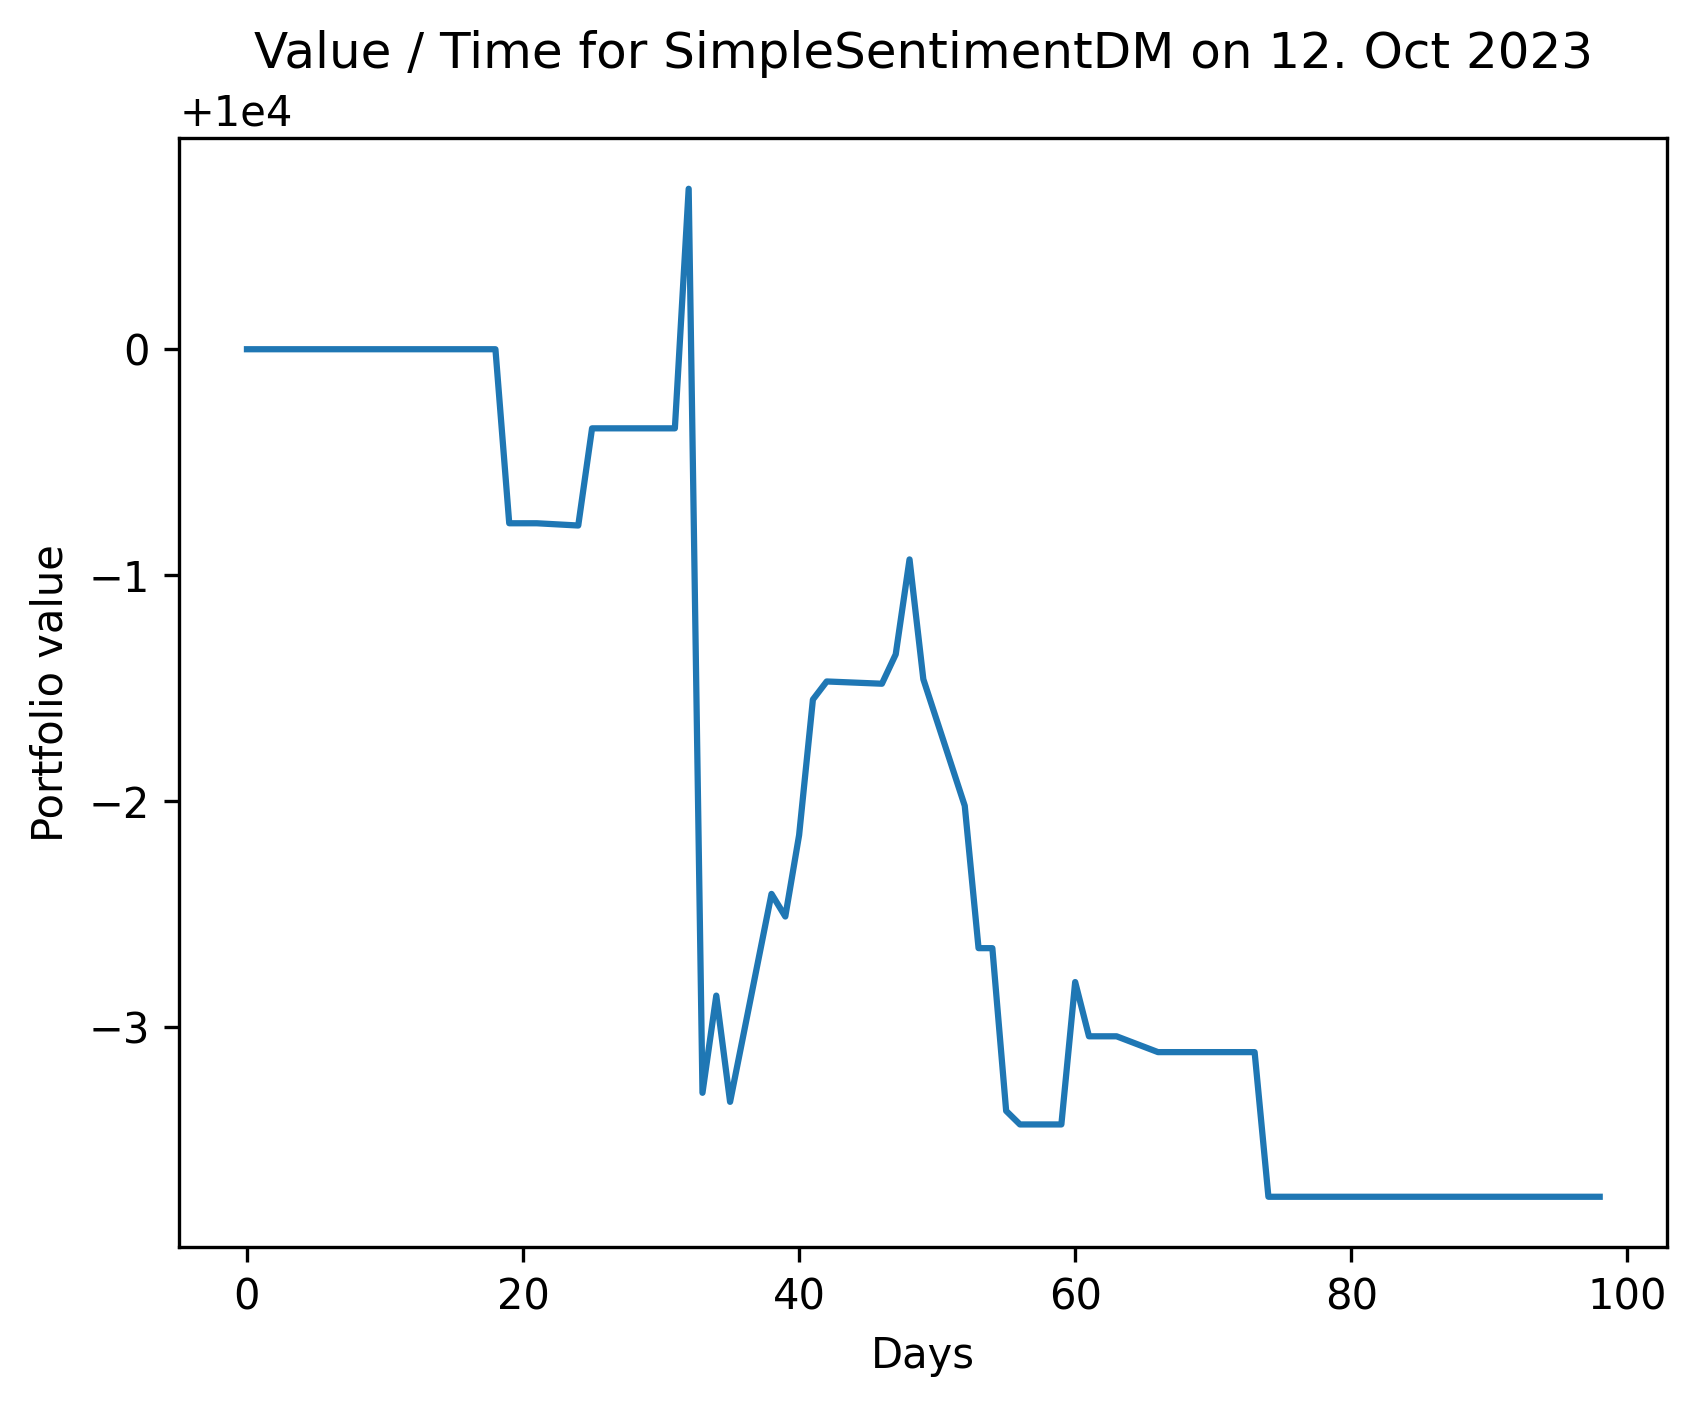 Value / Time for SimpleSentimentDM on 12. Oct 2023
+1e4
0
−1
−2
−3
Portfolio value
0 20 40 60 80 100
Days